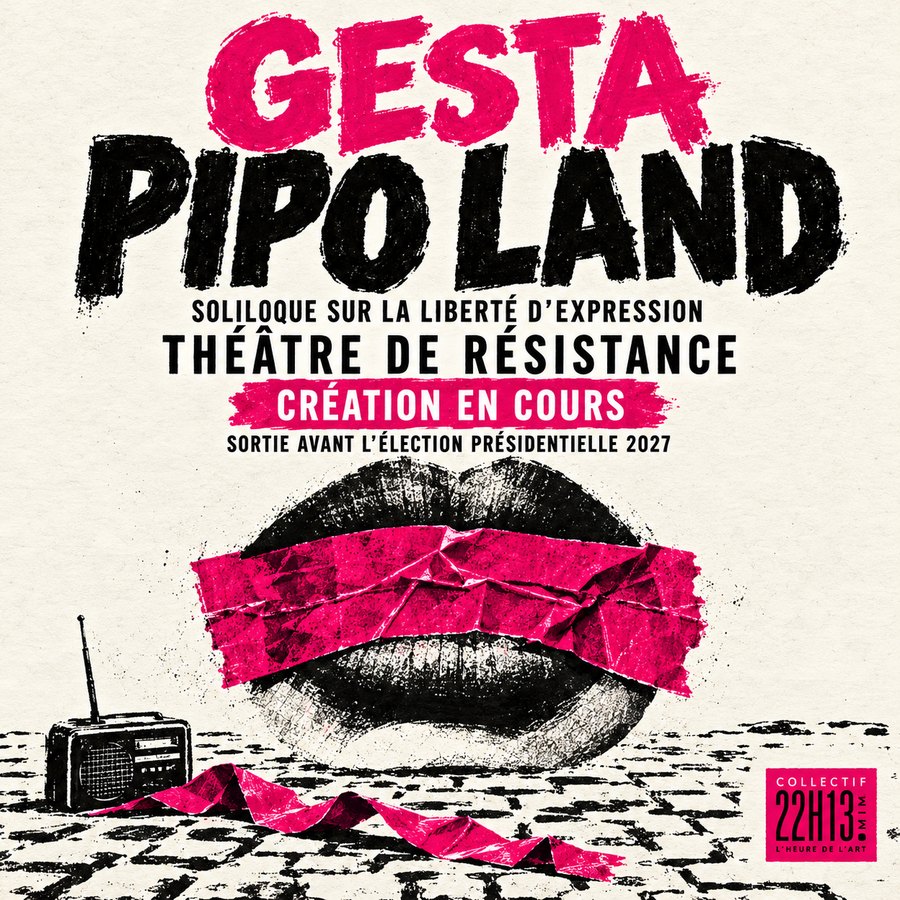 GESTA
PIPO LAND
SOLILOQUE SUR LA LIBERTÉ D'EXPRESSION
THÉÂTRE DE RÉSISTANCE
CRÉATION EN COURS
SORTIE AVANT L'ÉLECTION PRÉSIDENTIELLE 2027
COLLECTIF
22H13
MIM
L'HEURE DE L'ART